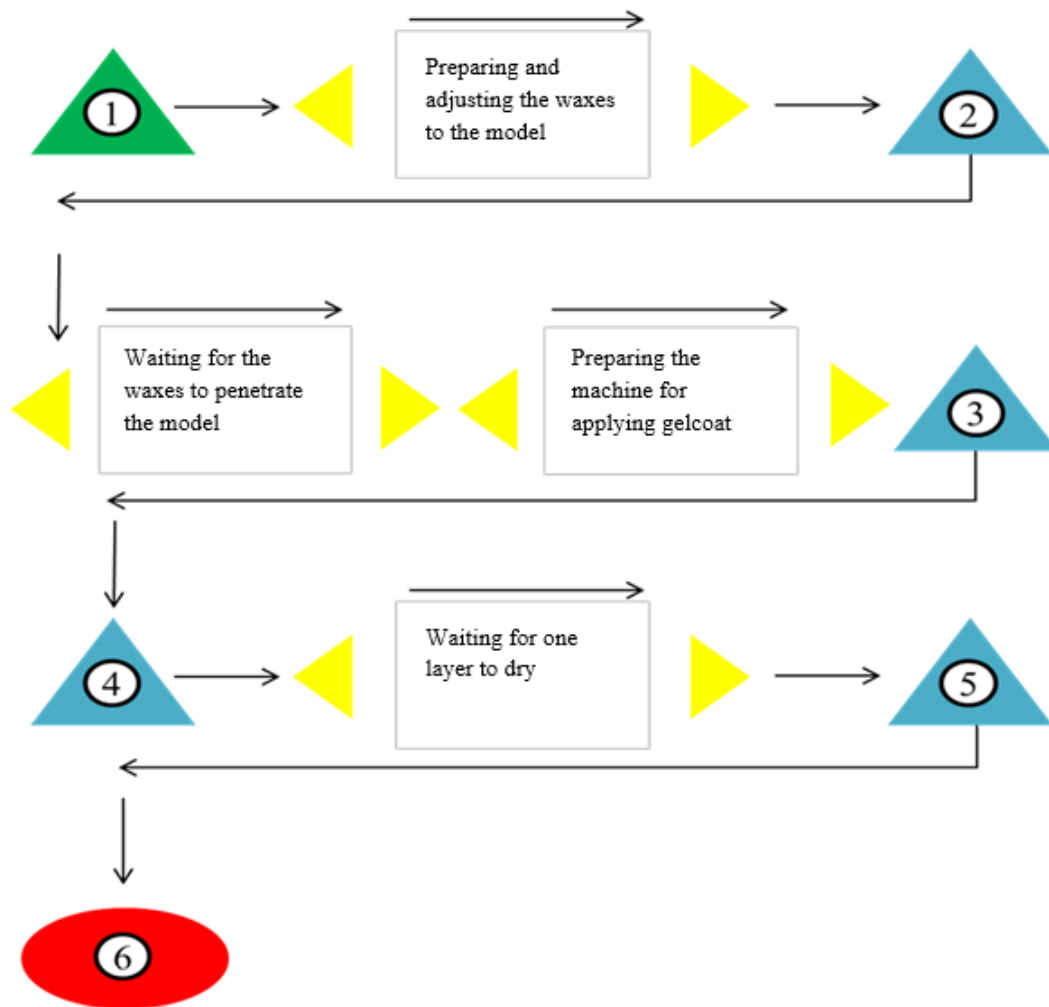 1
Preparing and
adjusting the waxes
to the model
2
Waiting for the
waxes to penetrate
the model
Preparing the
machine for
applying gelcoat
3
4
Waiting for one
layer to dry
5
6